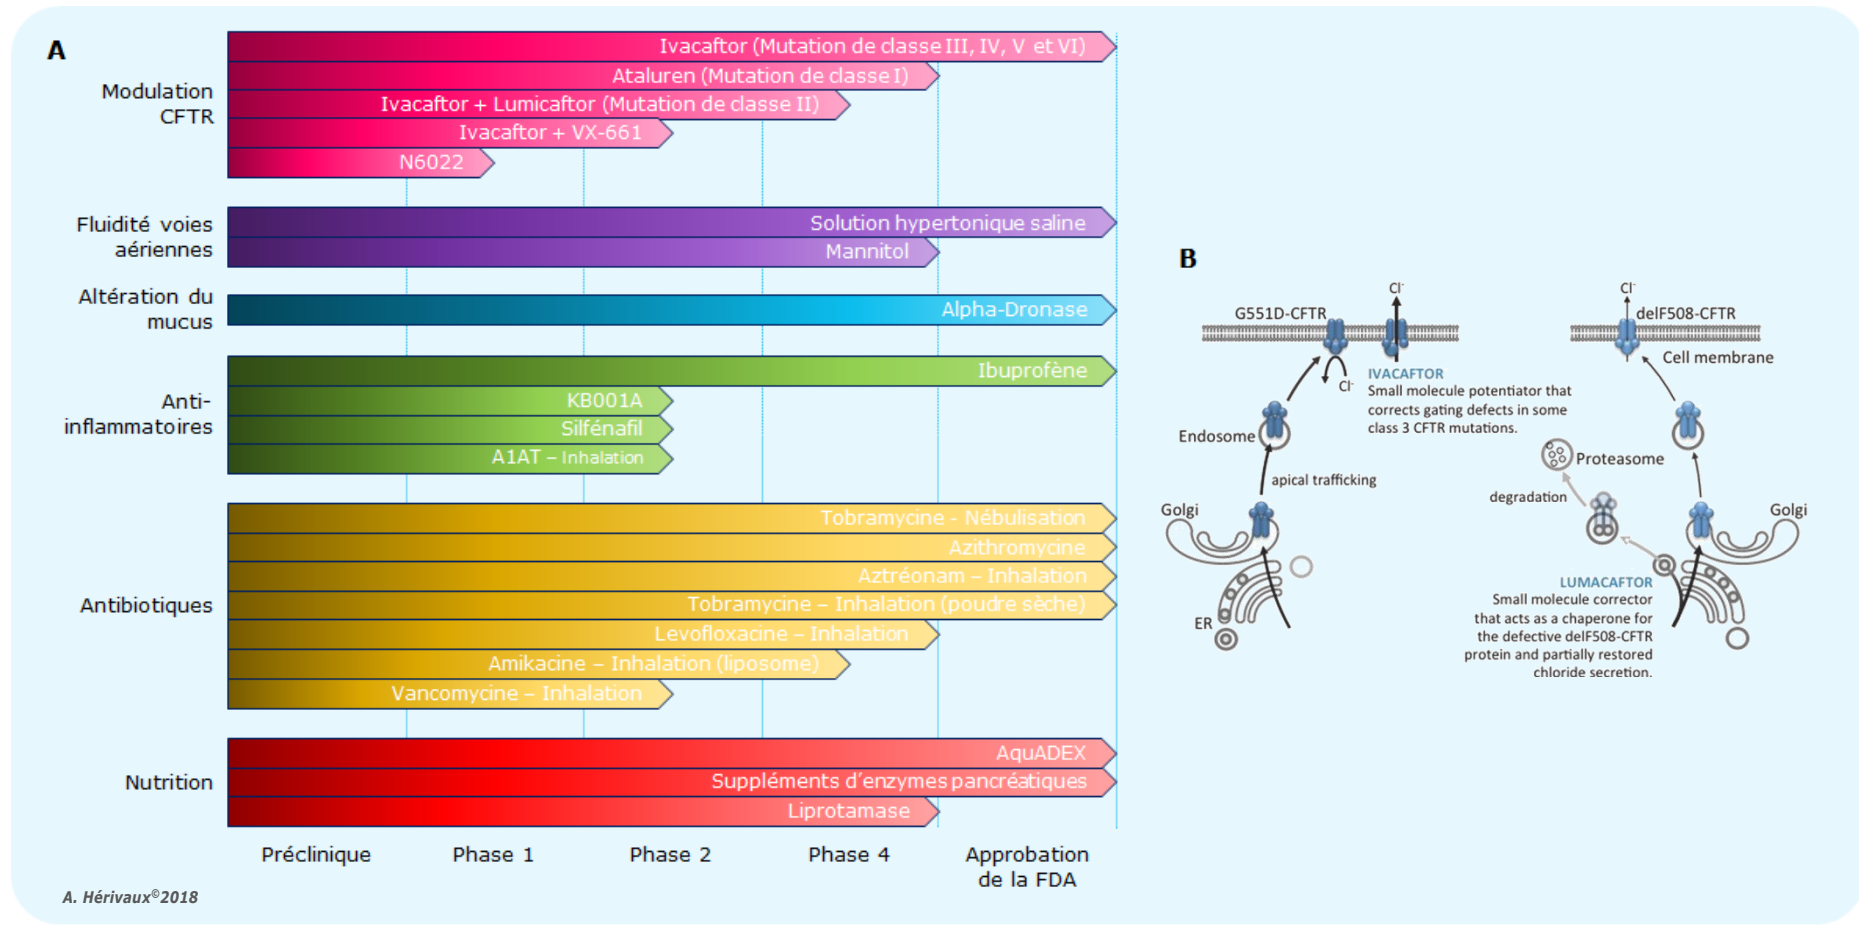 A
Modulation
CFTR
Ivacaftor (Mutation de classe III, IV, V et VI)
Ataluren (Mutation de classe I)
Ivacaftor + Lumicaftor (Mutation de classe II)
Ivacaftor + VX-661
N6022
Fluidité voies
aériennes
Solution hypertonique saline
Mannitol
Altération du
mucus
Alpha-Dronase
Anti-
inflammatoires
Ibuprofène
KB001A
Silfénafil
A1AT – Inhalation
Antibiotiques
Tobramycine - Nébulisation
Azithromycine
Aztréonam – Inhalation
Tobramycine – Inhalation (poudre sèche)
Levofloxacine – Inhalation
Amikacine – Inhalation (liposome)
Vancomycine – Inhalation
Nutrition
AquADEX
Suppléments d'enzymes pancréatiques
Liprotamase
Préclinique
Phase 1
Phase 2
Phase 4
Approbation
de la FDA
A. Hérivaux©2018
B
Cl-
G551D-CFTR
Cl-
IVACAFTOR
Small molecule potentiator that
corrects gating defects in some
class 3 CFTR mutations.
Endosome
apical trafficking
Golgi
ER
Cl-
delF508-CFTR
Cell membrane
Proteasome
degradation
Golgi
LUMACAFTOR
Small molecule corrector
that acts as a chaperone for
the defective delF508-CFTR
protein and partially restored
chloride secretion.